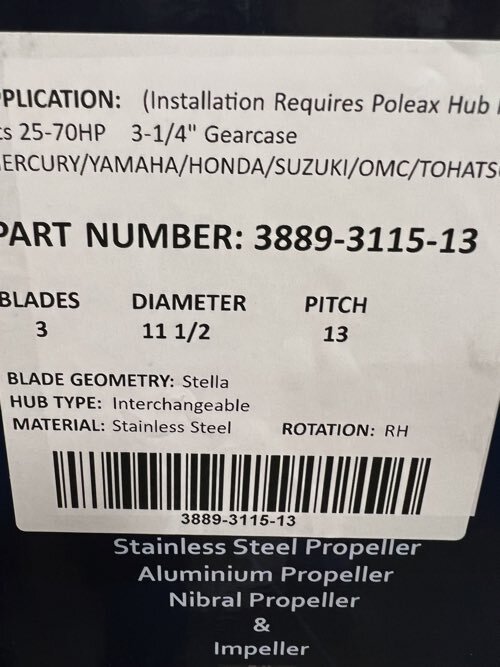 PPLICATION: (Installation Requires Poleax Hub
ts 25-70HP 3-1/4" Gearcase
ERCURY/YAMAHA/HONDA/SUZUKI/OMC/TOHATS
PART NUMBER: 3889-3115-13
BLADES DIAMETER PITCH
3 11 1/2 13
BLADE GEOMETRY: Stella
HUB TYPE: Interchangeable
MATERIAL: Stainless Steel ROTATION: RH
3889-3115-13
Stainless Steel Propeller
Aluminium Propeller
Nibral Propeller
&
Impeller